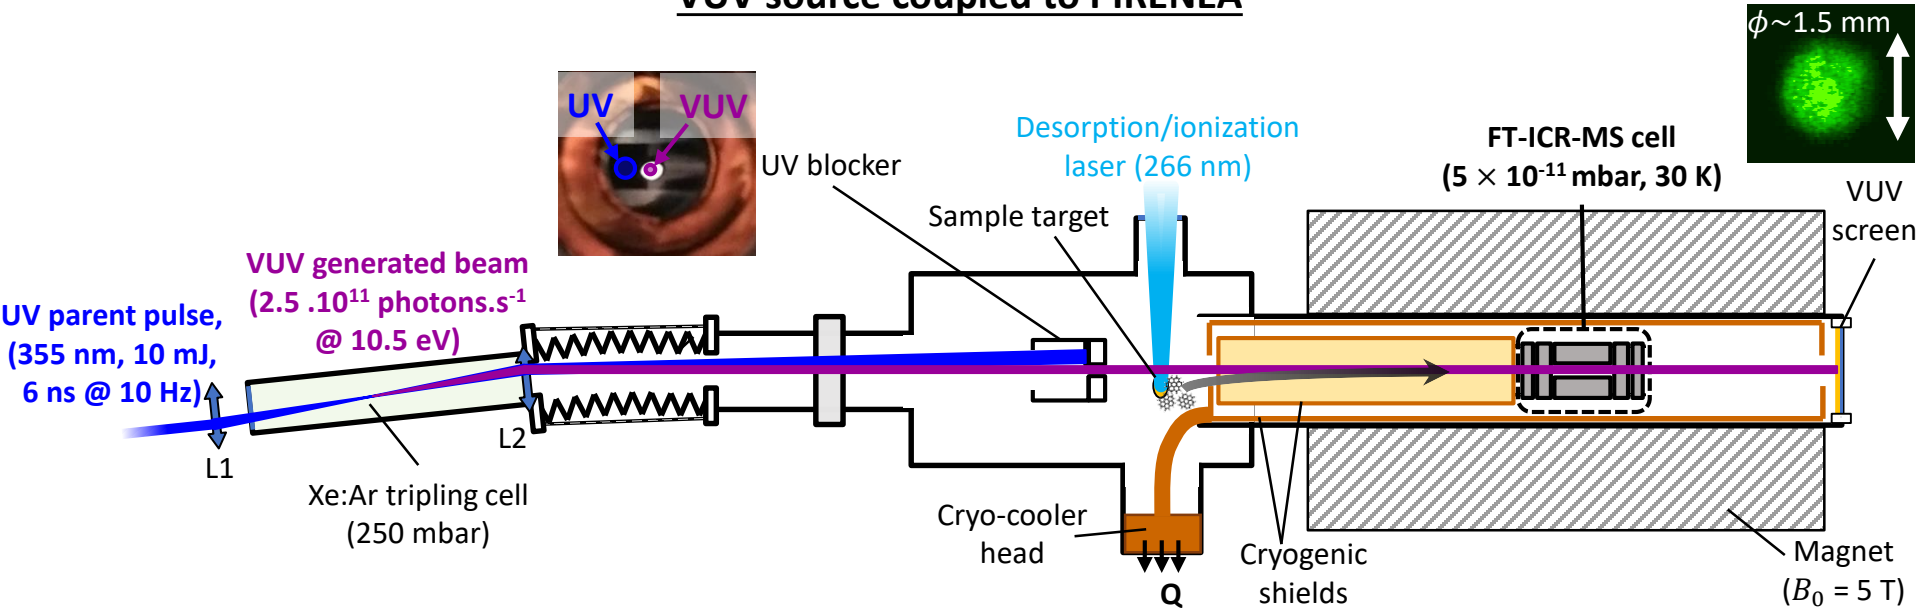 VUV source coupled to PIRENEA
ϕ~1.5 mm
UV
VUV
UV blocker
Desorption/ionization
laser (266 nm)
Sample target
FT-ICR-MS cell
(5 × 10⁻¹¹ mbar, 30 K)
VUV
screen
VUV generated beam
(2.5 .10¹¹ photons.s⁻¹
@ 10.5 eV)
UV parent pulse,
(355 nm, 10 mJ,
6 ns @ 10 Hz)
L1
L2
Xe:Ar tripling cell
(250 mbar)
Cryo-cooler
head
Q
Cryogenic
shields
Magnet
(B₀ = 5 T)